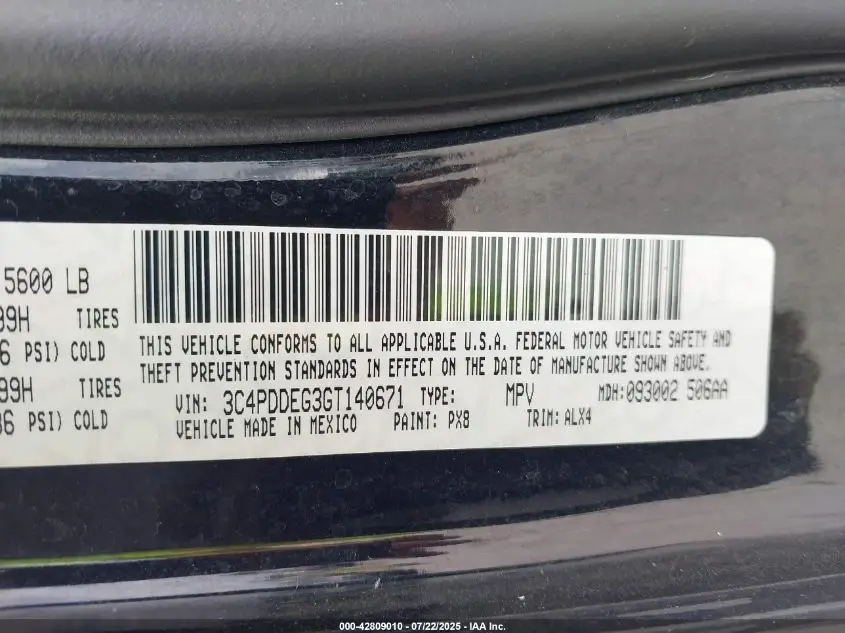 5600 LB
99H TIRES
6 PSI) COLD
99H TIRES
36 PSI) COLD
THIS VEHICLE CONFORMS TO ALL APPLICABLE U.S.A. FEDERAL MOTOR VEHICLE SAFETY AND
THEFT PREVENTION STANDARDS IN EFFECT ON THE DATE OF MANUFACTURE SHOWN ABOVE.
VIN: 3C4PDDEG3GT140671 TYPE: MPV MDH:093002 506AA
VEHICLE MADE IN MEXICO PAINT: PX8 TRIM: ALX4
000-42809010 - 07/22/2025 - IAA Inc.